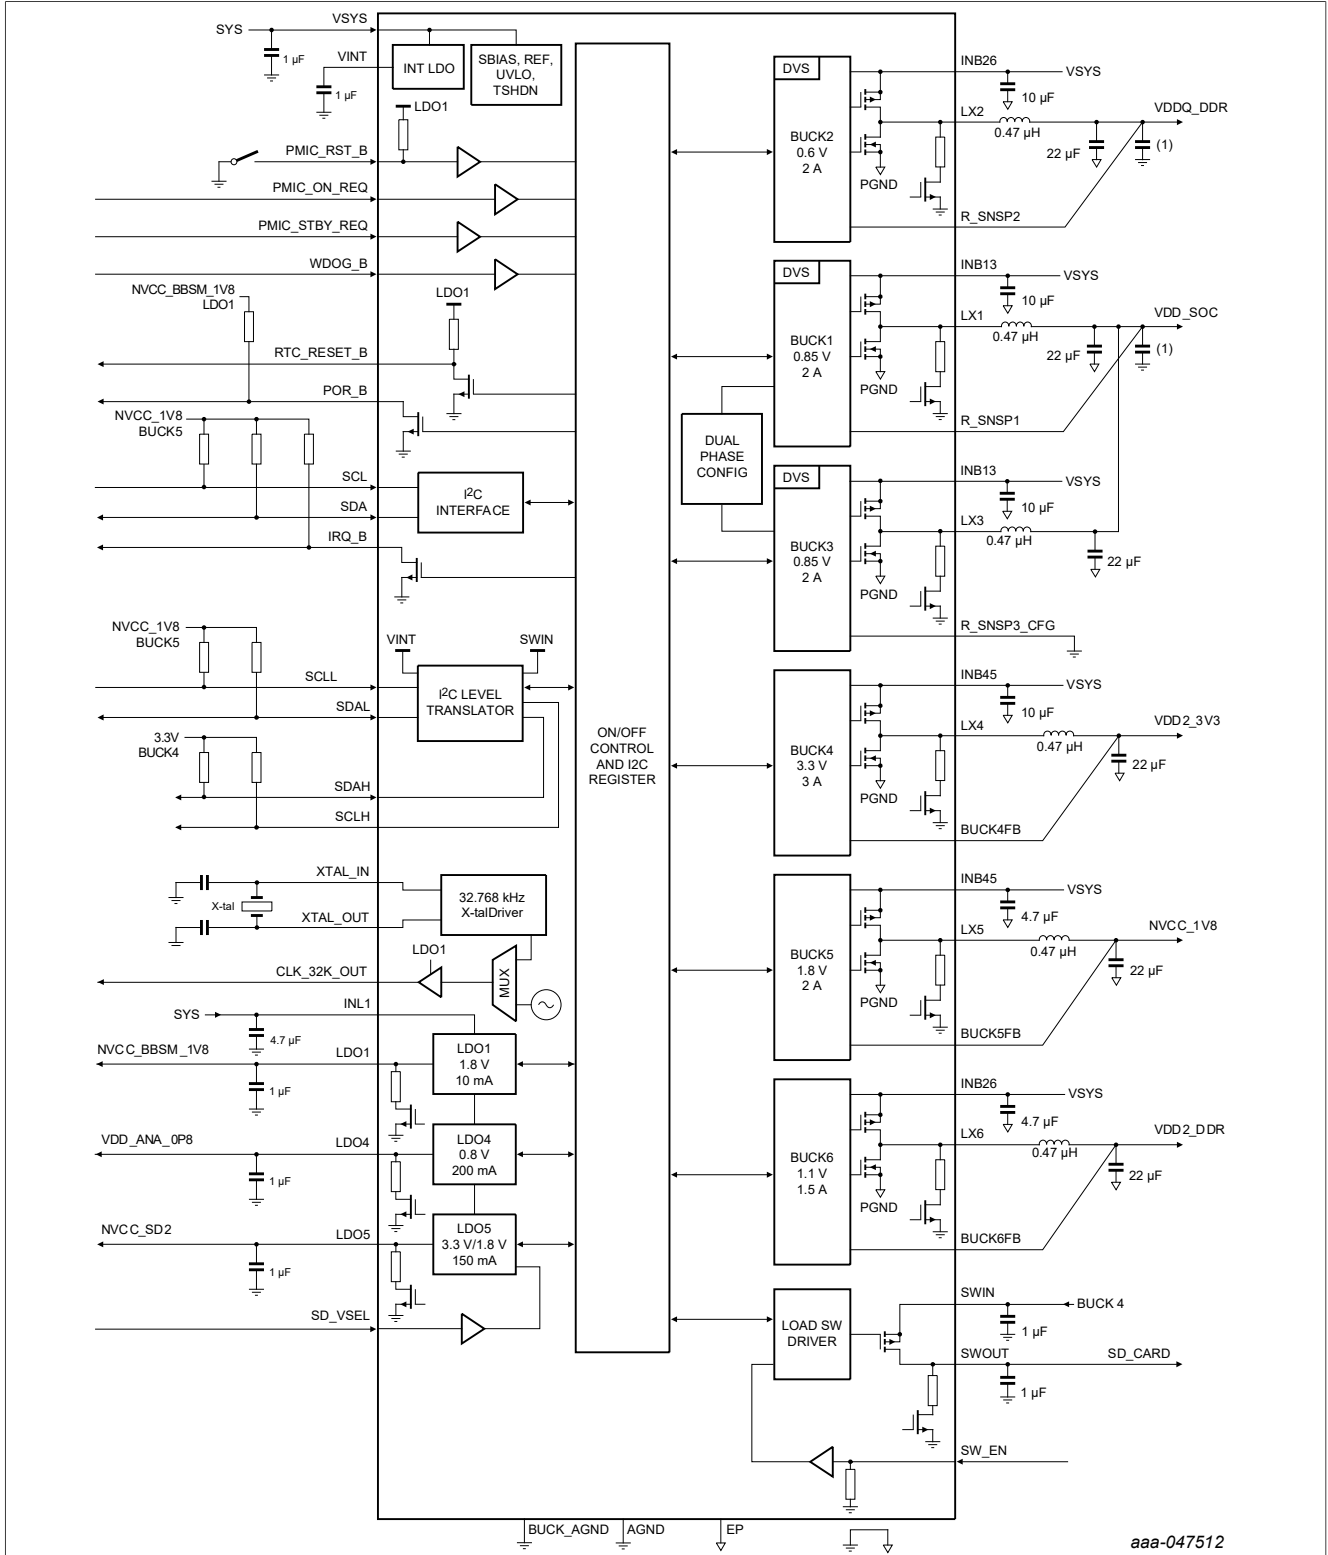 SYS
VSYS
1 µF
VINT
1 µF
INT LDO
SBIAS, REF,
UVLO,
TSHDN
LDO1
PMIC_RST_B
PMIC_ON_REQ
PMIC_STBY_REQ
WDOG_B
NVCC_BBSM_1V8
LDO1
LDO1
RTC_RESET_B
POR_B
NVCC_1V8
BUCK5
SCL
SDA
IRQ_B
I2C
INTERFACE
NVCC_1V8
BUCK5
VINT
SWIN
SCLL
SDAL
I2C LEVEL
TRANSLATOR
3.3V
BUCK4
SDAH
SCLH
XTAL_IN
X-tal
XTAL_OUT
32.768 kHz
X-talDriver
LDO1
CLK_32K_OUT
MUX
INL1
SYS
4.7 µF
NVCC_BBSM_1V8
LDO1
1 µF
LDO1
1.8 V
10 mA
VDD_ANA_0P8
LDO4
1 µF
LDO4
0.8 V
200 mA
NVCC_SD2
LDO5
1 µF
LDO5
3.3 V/1.8 V
150 mA
SD_VSEL
ON/OFF
CONTROL
AND I2C
REGISTER
DVS
BUCK2
0.6 V
2 A
PGND
INB26
VSYS
10 µF
LX2
0.47 µH
22 µF
(1)
VDDQ_DDR
R_SNSP2
DVS
BUCK1
0.85 V
2 A
PGND
INB13
VSYS
10 µF
LX1
0.47 µH
22 µF
(1)
VDD_SOC
R_SNSP1
DUAL
PHASE
CONFIG
DVS
BUCK3
0.85 V
2 A
PGND
INB13
VSYS
10 µF
LX3
0.47 µH
22 µF
R_SNSP3_CFG
BUCK4
3.3 V
3 A
PGND
INB45
VSYS
10 µF
LX4
0.47 µH
22 µF
VDD2_3V3
BUCK4FB
BUCK5
1.8 V
2 A
PGND
INB45
VSYS
4.7 µF
LX5
0.47 µH
22 µF
NVCC_1V8
BUCK5FB
BUCK6
1.1 V
1.5 A
PGND
INB26
VSYS
4.7 µF
LX6
0.47 µH
22 µF
VDD2_DDR
BUCK6FB
LOAD SW
DRIVER
SWIN
BUCK 4
1 µF
SWOUT
SD_CARD
1 µF
SW_EN
BUCK_AGND
AGND
EP
aaa-047512